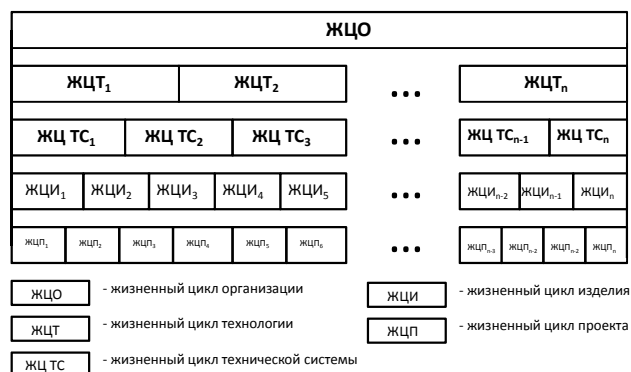 ЖЦО
ЖЦТ₁ ЖЦТ₂ ... ЖЦТₙ
ЖЦ ТС₁ ЖЦ ТС₂ ЖЦ ТС₃ ... ЖЦ ТСₙ₋₁ ЖЦ ТСₙ
ЖЦИ₁ ЖЦИ₂ ЖЦИ₃ ЖЦИ₄ ЖЦИ₅ ... ЖЦИₙ₋₂ ЖЦИₙ₋₁ ЖЦИₙ
ЖЦП₁ ЖЦП₂ ЖЦП₃ ЖЦП₄ ЖЦП₅ ЖЦП₆ ... ЖЦПₙ₋₃ ЖЦПₙ₋₂ ЖЦПₙ₋₂ ЖЦПₙ
ЖЦО - жизненный цикл организации
ЖЦТ - жизненный цикл технологии
ЖЦ ТС - жизненный цикл технической системы
ЖЦИ - жизненный цикл изделия
ЖЦП - жизненный цикл проекта